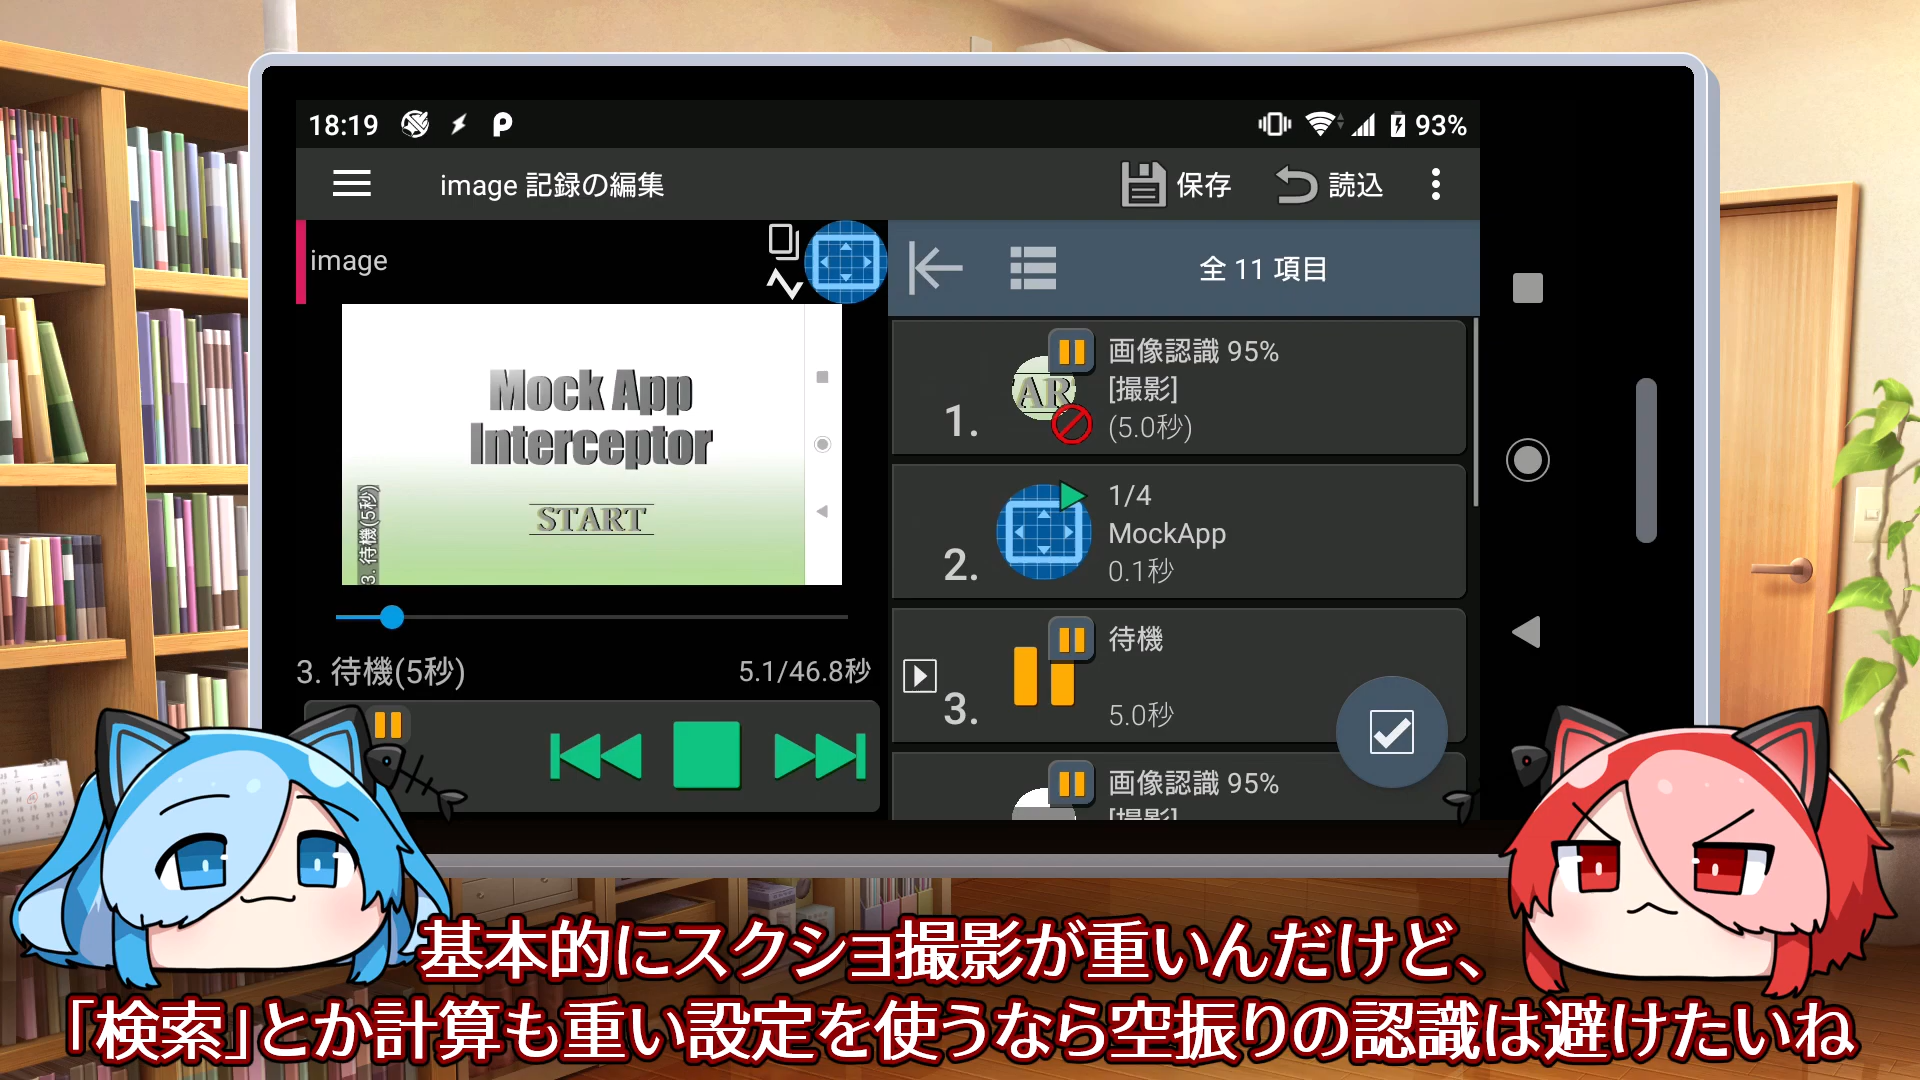 18:19
93%
image 記録の編集
保存
読込
image
全 11 項目
Mock App
Interceptor
START
3. 待機(5秒)
3. 待機(5秒)
5.1/46.8秒
1.
AR
画像認識 95%
[撮影]
(5.0秒)
2.
1/4
MockApp
0.1秒
3.
待機
5.0秒
画像認識 95%
[撮影]
基本的にスクショ撮影が重いんだけど、
「検索」とか計算も重い設定を使うなら空振りの認識は避けたいね